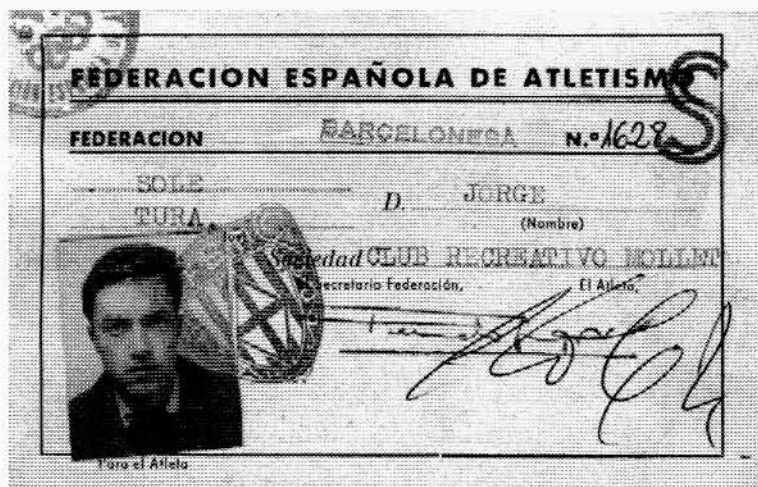 FEDERACION ESPAÑOLA DE ATLETISMO
S
FEDERACION BARCELONESA N.º 1628
SOLE
TURA, D. JORGE
(Nombre)
Sociedad CLUB RECREATIVO MOLLET
Secretario Federación, El Atleta,
Para el Atleta